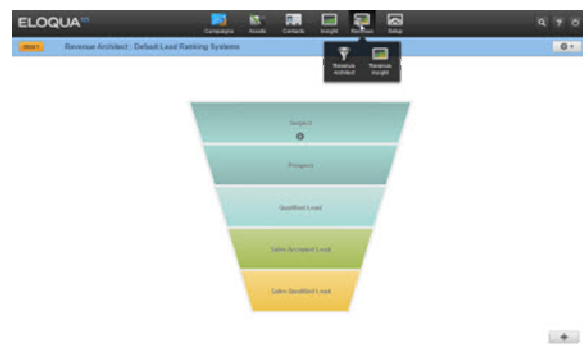 ELOQUA
Campaigns Assets Contacts Insight Revenue Setup
Revenue Architect : Default Lead Ranking Systems
Revenue Architect
Revenue Insight
Suspect
Prospect
Qualified Lead
Sales Accepted Lead
Sales Qualified Lead